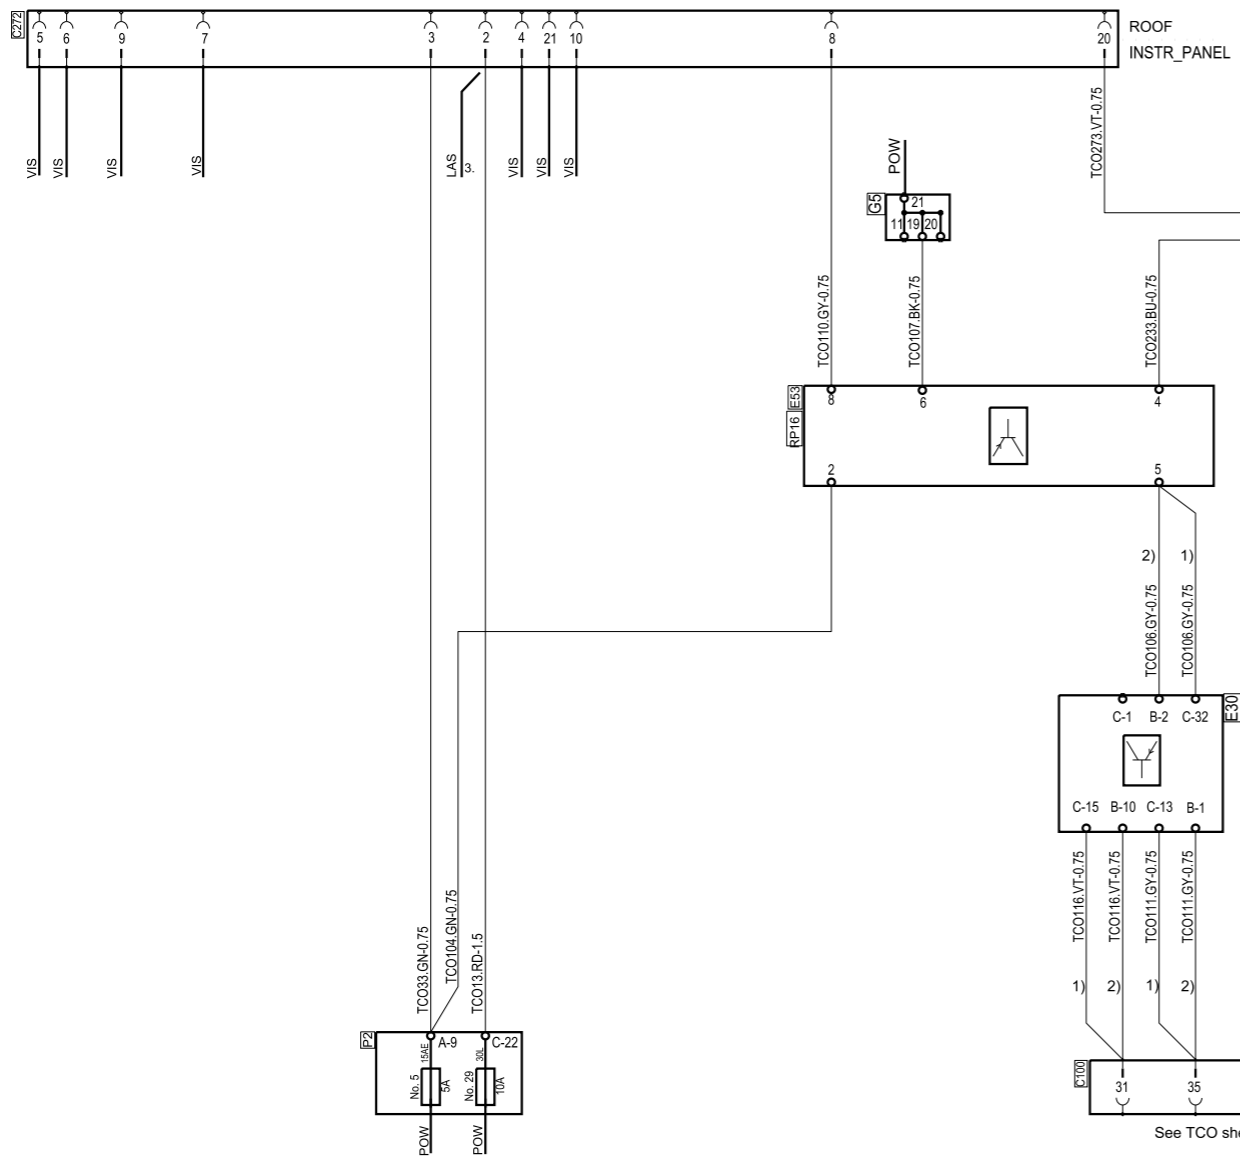 C272
5 6 9 7 3 2 4 21 10 8 20
ROOF
INSTR_PANEL
VIS
VIS
VIS
VIS
LAS
3.
VIS
VIS
VIS
TCO273.VT-0.75
POW
G5
21
11 19 20
TCO110.GY-0.75
TCO107.BK-0.75
TCO233.BU-0.75
E53
RP16
8 6 4
2 5
2) 1)
TCO106.GY-0.75
TCO106.GY-0.75
E30
C-1 B-2 C-32
C-15 B-10 C-13 B-1
TCO116.VT-0.75
TCO116.VT-0.75
TCO111.GY-0.75
TCO111.GY-0.75
TCO33.GN-0.75
TCO104.GN-0.75
TCO13.RD-1.5
1) 2) 1) 2)
P2
A-9 C-22
15AE
30L
No. 5
5A
No. 29
10A
POW
POW
C100
31 35
See TCO she